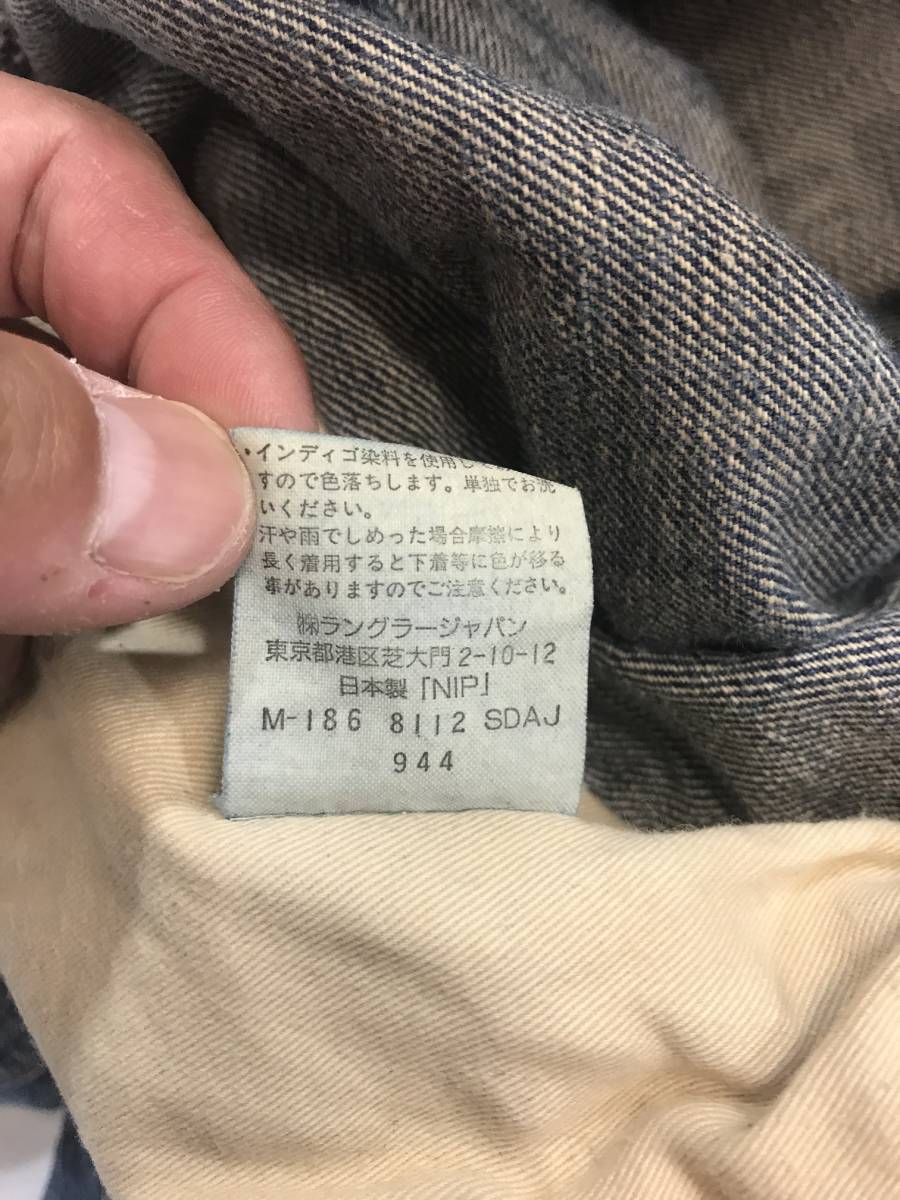 ・インディゴ染料を使用して
すので色落ちします。単独でお洗
いください。
汗や雨でしめった場合摩擦により
長く着用すると下着等に色が移る
事がありますのでご注意ください。
㈱ラングラージャパン
東京都港区芝大門2-10-12
日本製「NIP」
M-186 8112 SDAJ
944